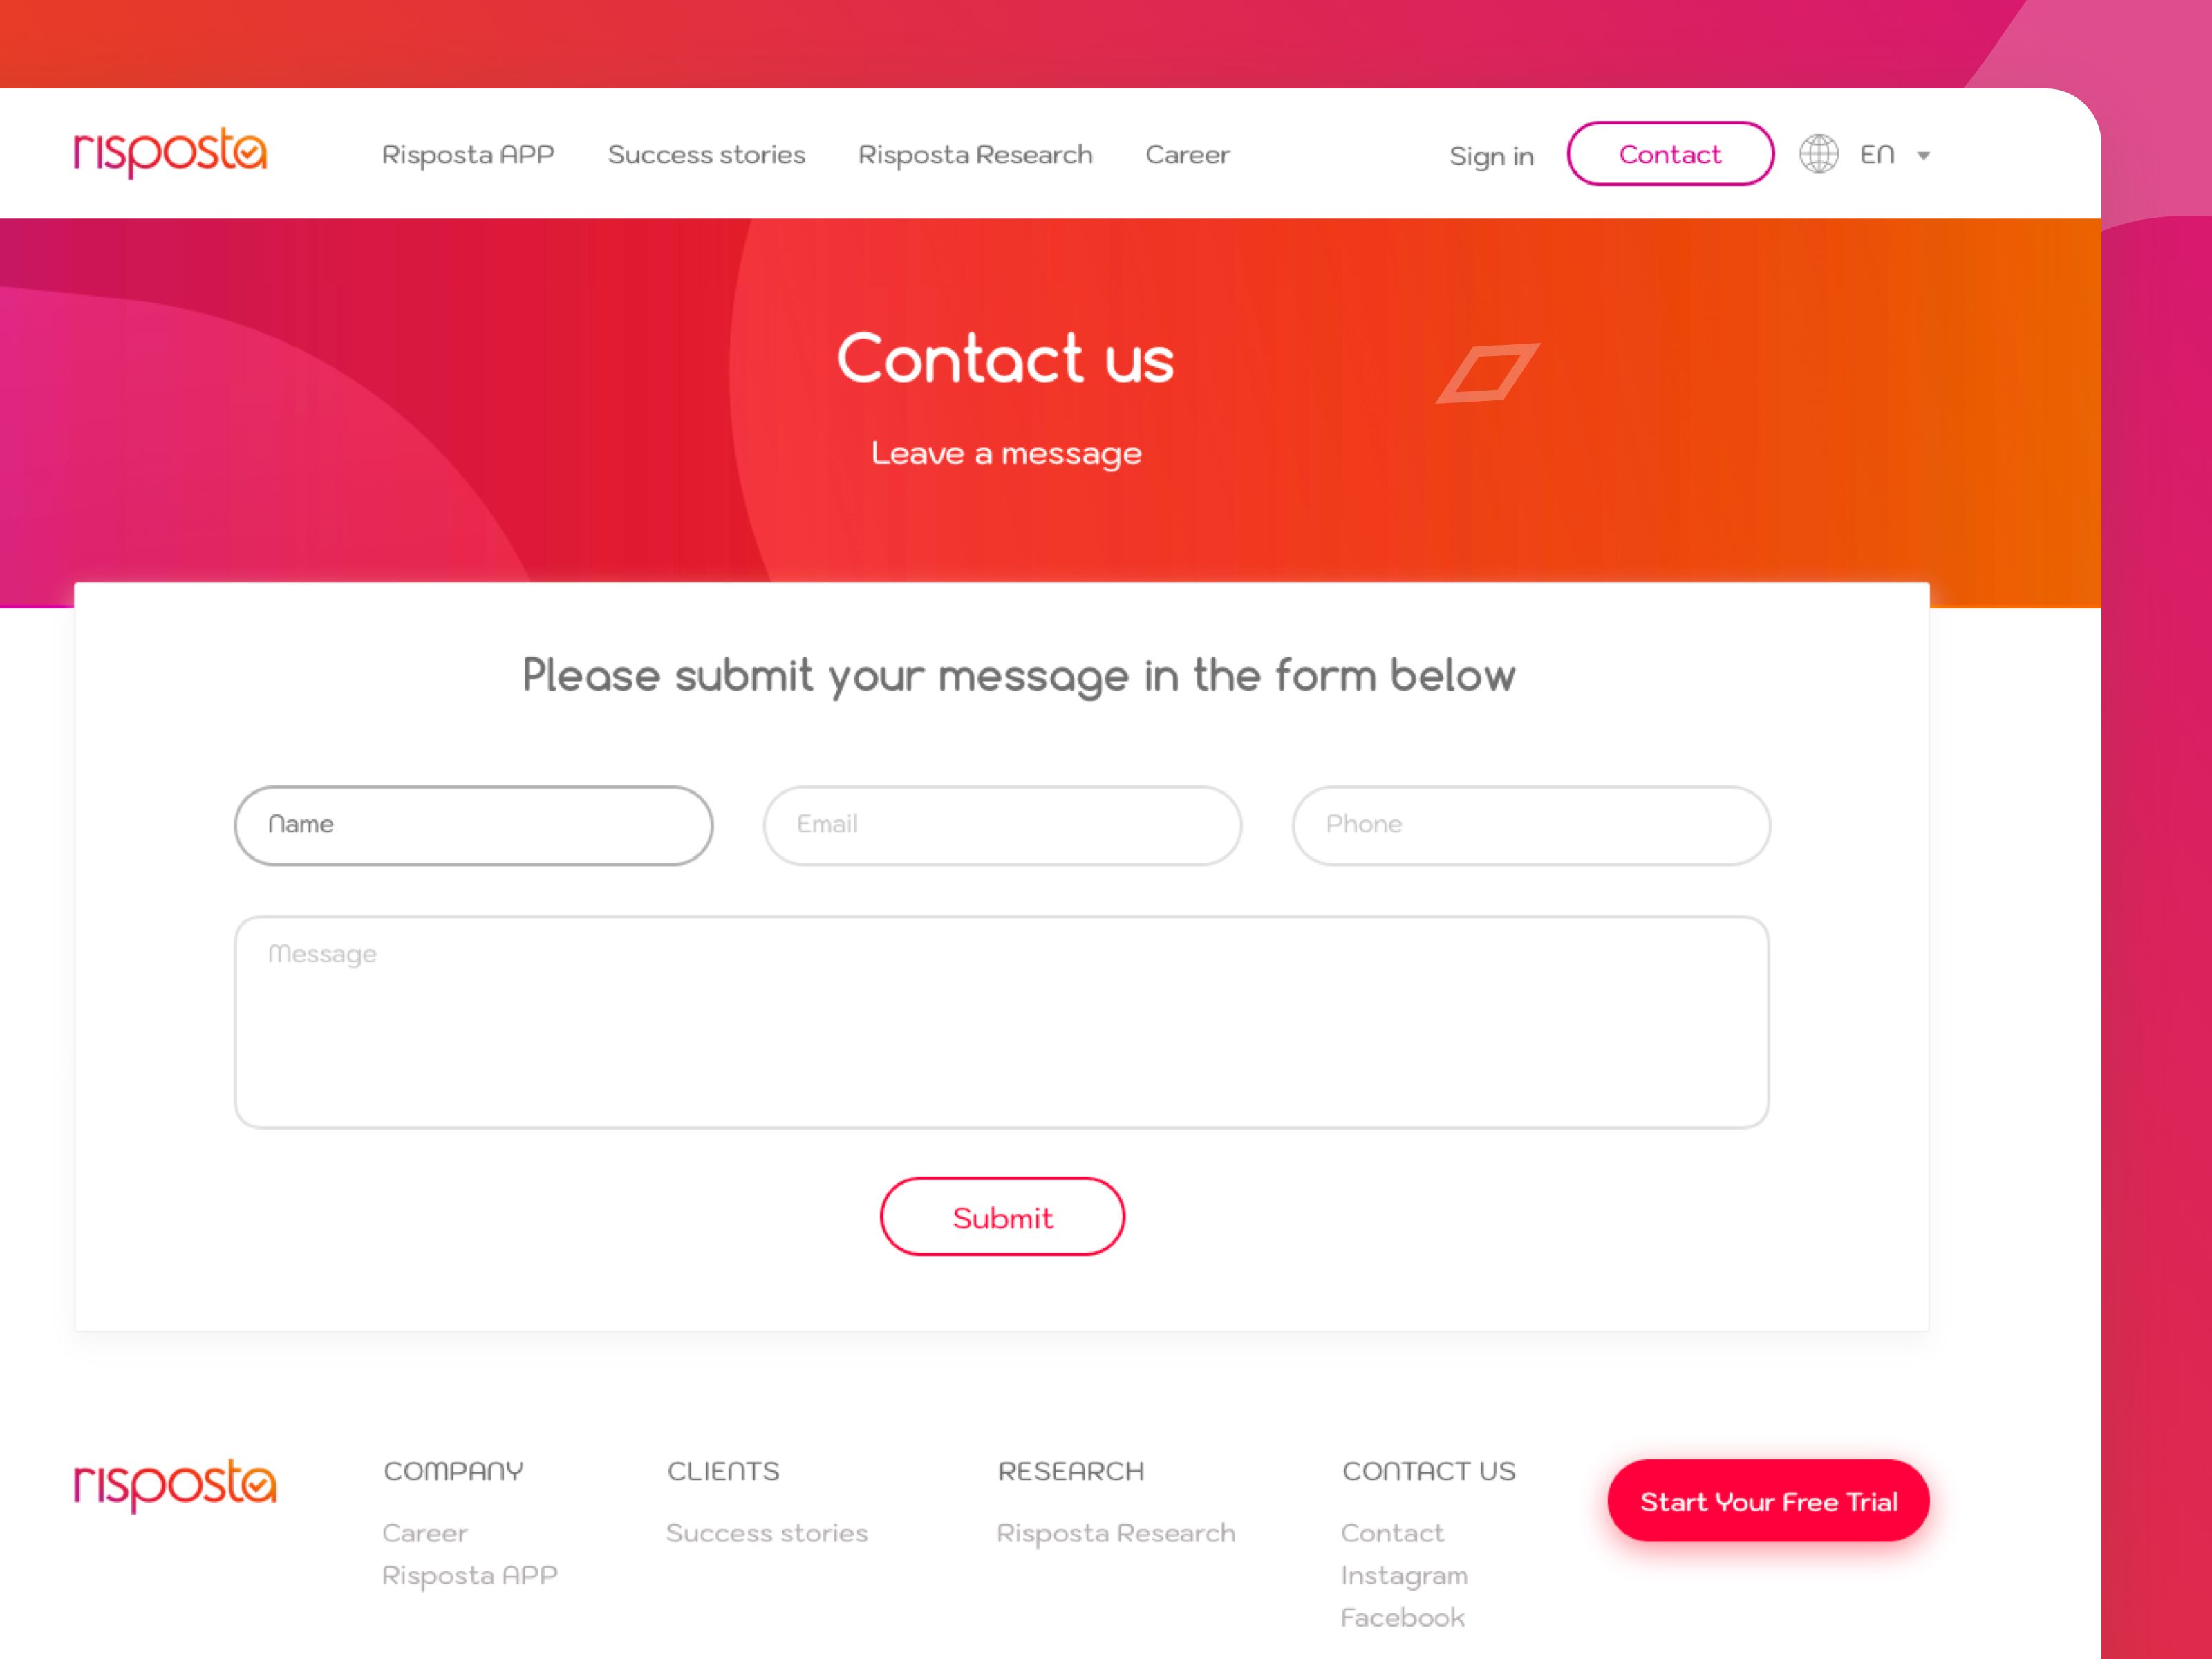 risposta
Risposta APP Success stories Risposta Research Career Sign in Contact EN
Contact us
Leave a message
Please submit your message in the form below
Name Email Phone
Message
Submit
risposta
COMPANY CLIENTS RESEARCH CONTACT US
Start Your Free Trial
Career Success stories Risposta Research Contact
Risposta APP Instagram
Facebook